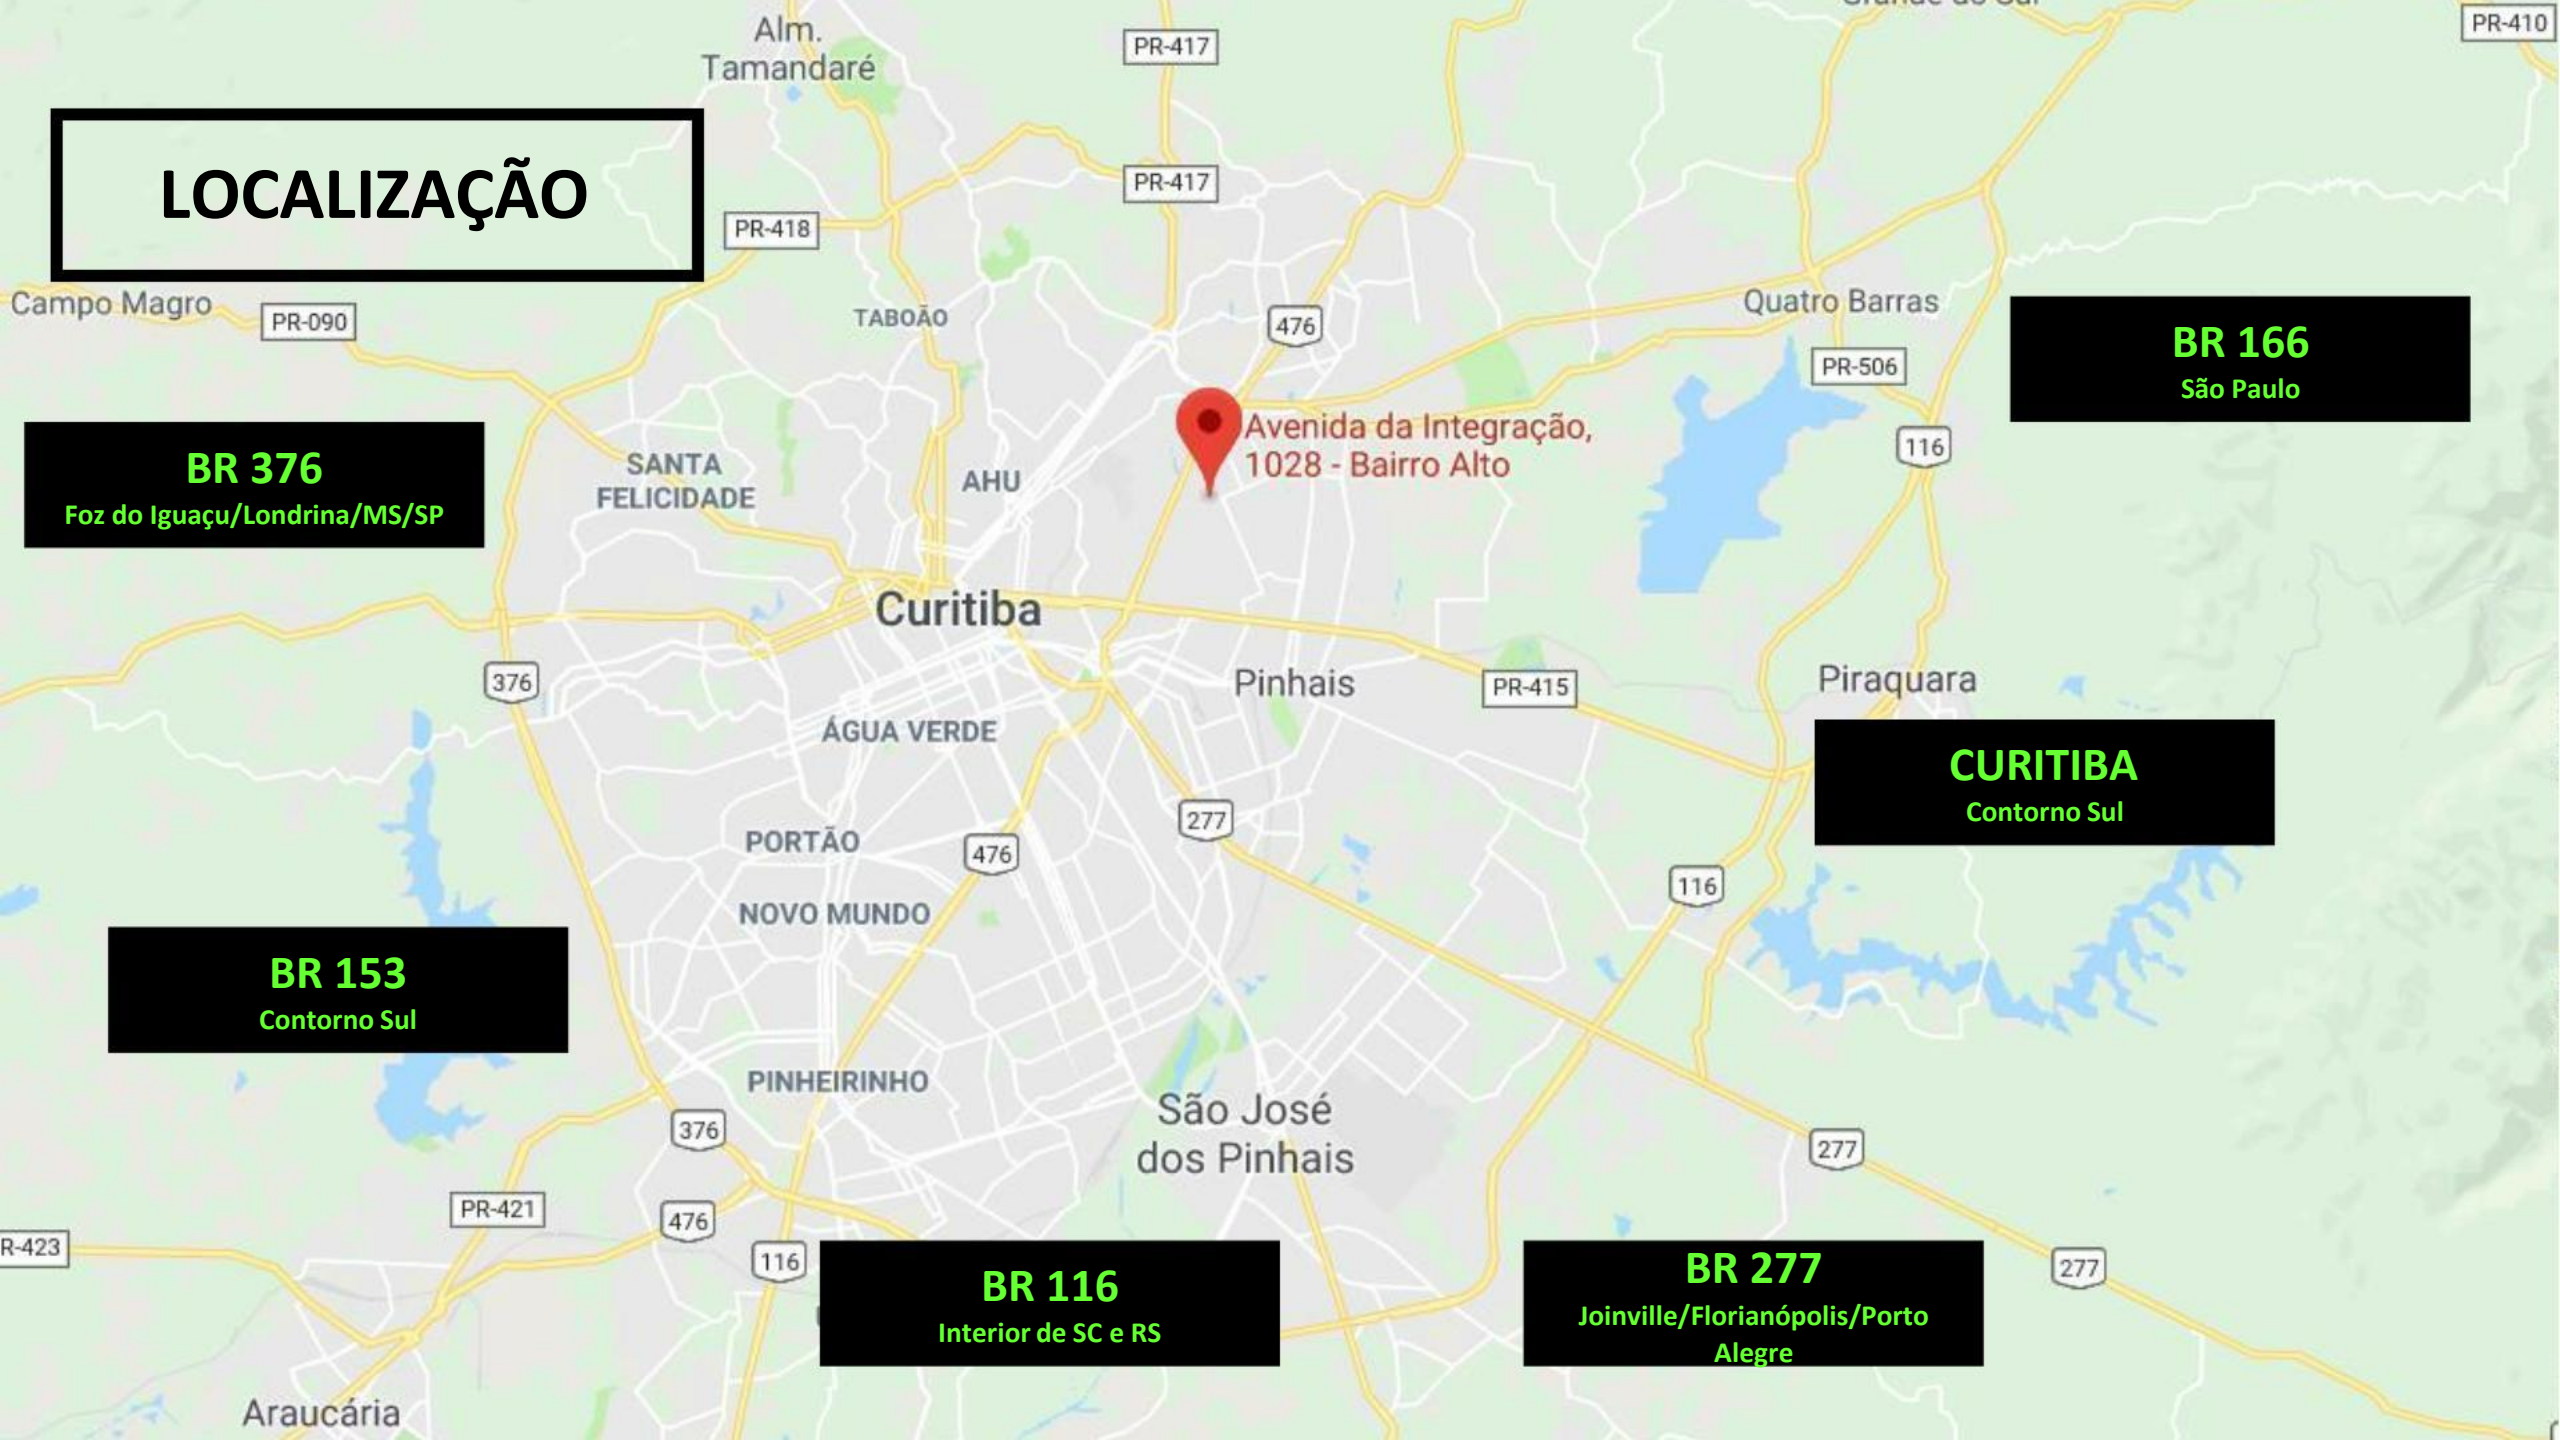 PR-410
Alm.
Tamandaré
PR-417
LOCALIZAÇÃO
PR-417
PR-418
Campo Magro
PR-090
TABOÃO
476
Quatro Barras
PR-506
BR 166
São Paulo
BR 376
Foz do Iguaçu/Londrina/MS/SP
SANTA
FELICIDADE
AHU
Avenida da Integração,
1028 - Bairro Alto
116
Curitiba
376
Pinhais
PR-415
Piraquara
ÁGUA VERDE
CURITIBA
Contorno Sul
277
PORTÃO
476
116
NOVO MUNDO
BR 153
Contorno Sul
PINHEIRINHO
376
São José
dos Pinhais
277
PR-421
476
R-423
116
BR 116
Interior de SC e RS
BR 277
Joinville/Florianópolis/Porto
Alegre
277
Araucária